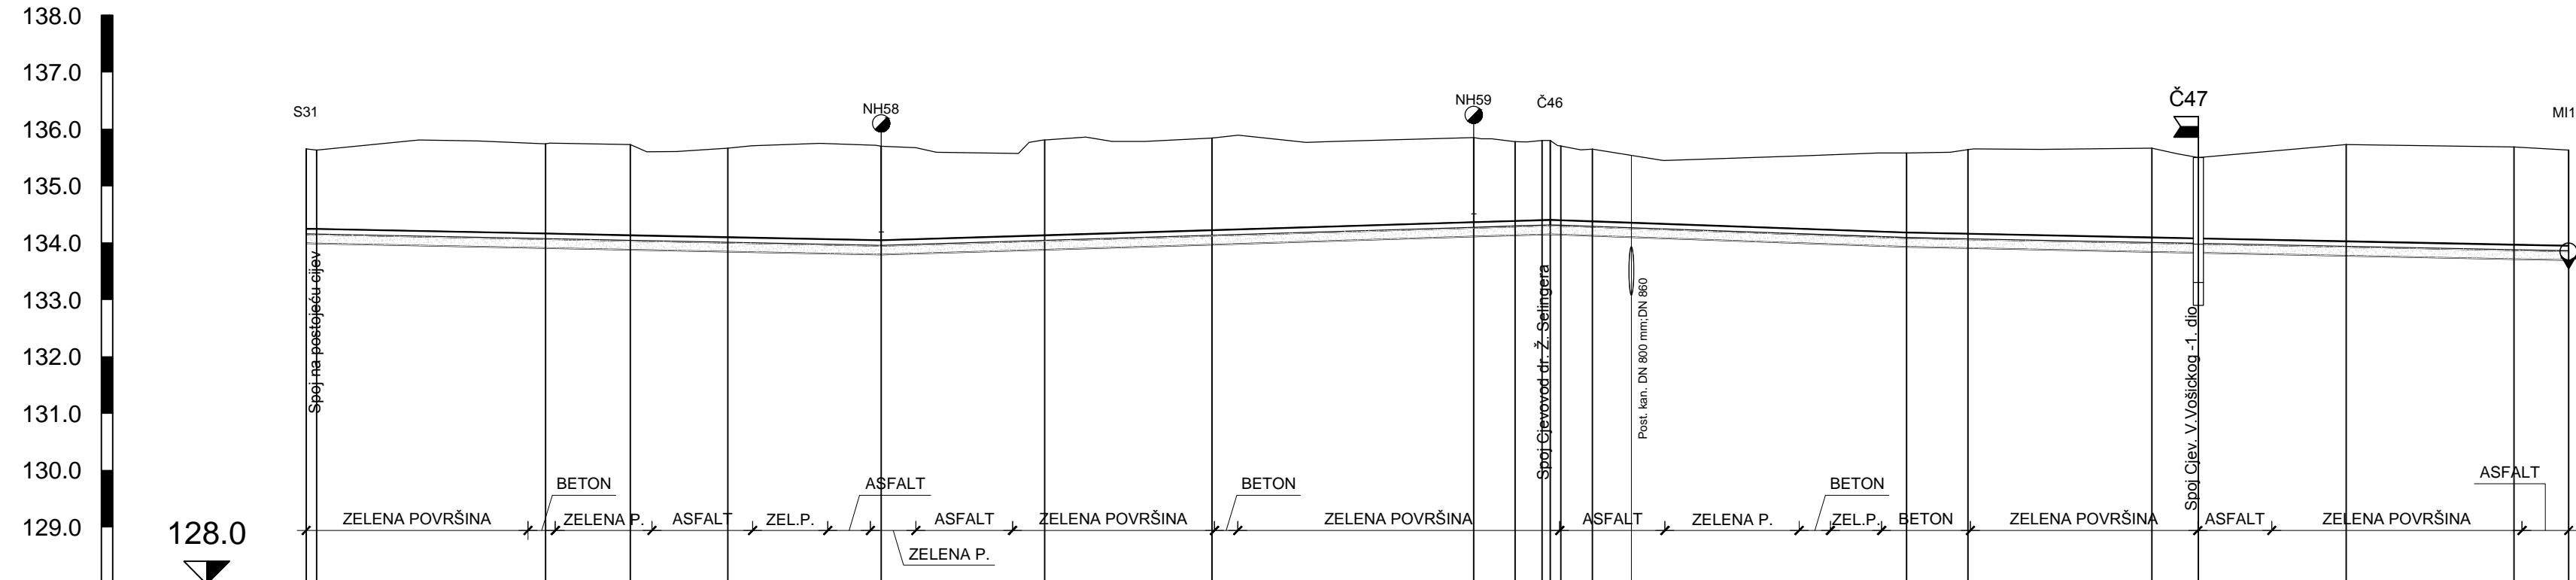 138.0
137.0
136.0
135.0
134.0
133.0
132.0
131.0
130.0
129.0
128.0
S31
NH58
NH59
Č46
Č47
MI1
Spoj na postojeću cijev
Spoj Cjevovod dr. Ž. Selingera
Post. kan. DN 800 mm;DN 860
Spoj Cjev. V.Vošickog -1. dio
BETON
ASFALT
BETON
BETON
ASFALT
ZELENA POVRŠINA
ZELENA P.
ASFALT
ZEL.P.
ASFALT
ZELENA POVRŠINA
ZELENA POVRŠINA
ASFALT
ZELENA P.
ZEL.P.
BETON
ZELENA POVRŠINA
ASFALT
ZELENA POVRŠINA
ZELENA P.